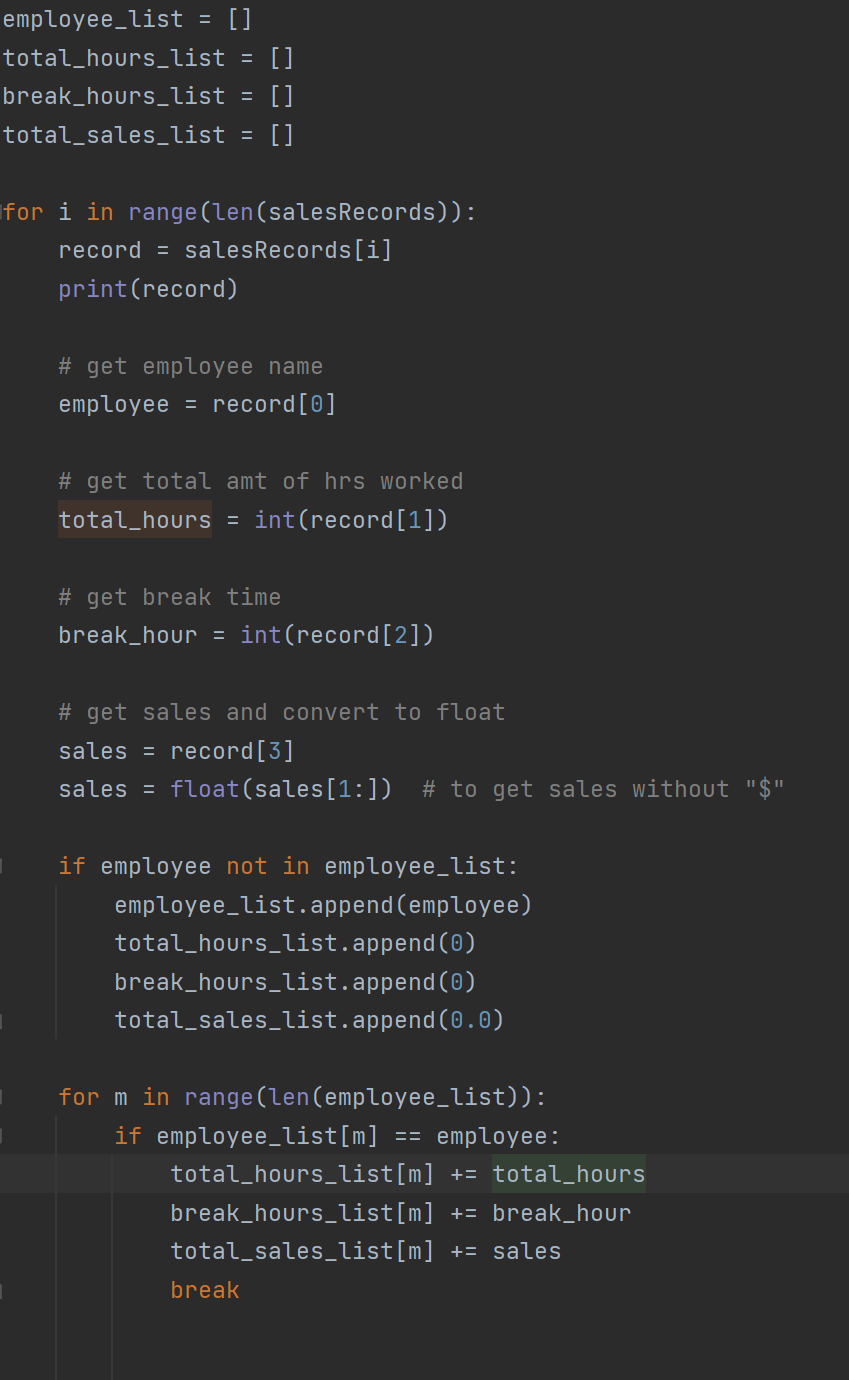 employee_list = []
total_hours_list = []
break_hours_list = []
total_sales_list = []
for i in range(len(salesRecords)):
    record = salesRecords[i]
    print(record)
    # get employee name
    employee = record[0]
    # get total amt of hrs worked
    total_hours = int(record[1])
    # get break time
    break_hour = int(record[2])
    # get sales and convert to float
    sales = record[3]
    sales = float(sales[1:])  # to get sales without "$"
    if employee not in employee_list:
        employee_list.append(employee)
        total_hours_list.append(0)
        break_hours_list.append(0)
        total_sales_list.append(0.0)
    for m in range(len(employee_list)):
        if employee_list[m] == employee:
            total_hours_list[m] += total_hours
            break_hours_list[m] += break_hour
            total_sales_list[m] += sales
            break